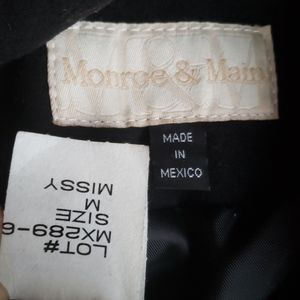 Monroe & Main
MADE
IN
MEXICO
LOT#
MX289-6
SIZE
M
MISSY